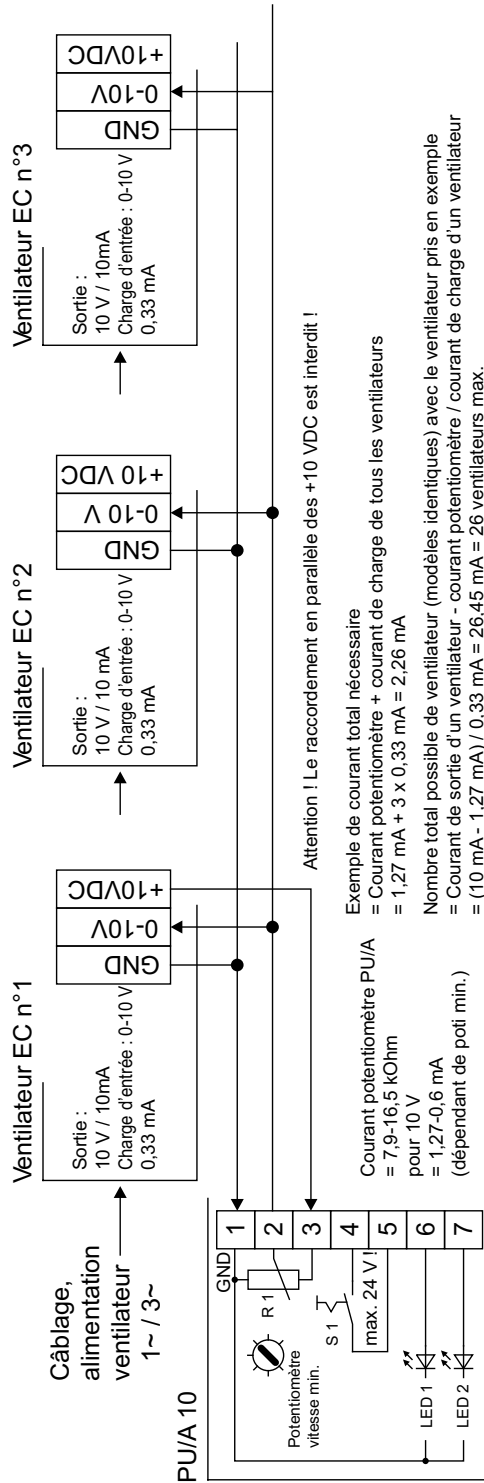 Ventilateur EC n°1
Ventilateur EC n°2
Ventilateur EC n°3
Câblage,
alimentation
ventilateur
1~ / 3~
Sortie :
10 V / 10mA
Charge d'entrée : 0-10 V
0,33 mA
GND
0-10V
+10VDC
Sortie :
10 V / 10 mA
Charge d'entrée : 0-10 V
0,33 mA
GND
0-10 V
+10 VDC
Sortie :
10 V / 10mA
Charge d'entrée : 0-10 V
0,33 mA
GND
0-10V
+10VDC
PU/A 10
GND
1
2
3
4
5
6
7
R 1
Potentiomètre
vitesse min.
S 1
max. 24 V !
LED 1
LED 2
Attention ! Le raccordement en parallèle des +10 VDC est interdit !
Courant potentiomètre PU/A
= 7,9-16,5 kOhm
pour 10 V
= 1,27-0,6 mA
(dépendant de poti min.)
Exemple de courant total nécessaire
= Courant potentiomètre + courant de charge de tous les ventilateurs
= 1,27 mA + 3 x 0,33 mA = 2,26 mA
Nombre total possible de ventilateur (modèles identiques) avec le ventilateur pris en exemple
= Courant de sortie d'un ventilateur - courant potentiomètre / courant de charge d'un ventilateur
= (10 mA - 1,27 mA) / 0,33 mA = 26,45 mA = 26 ventilateurs max.